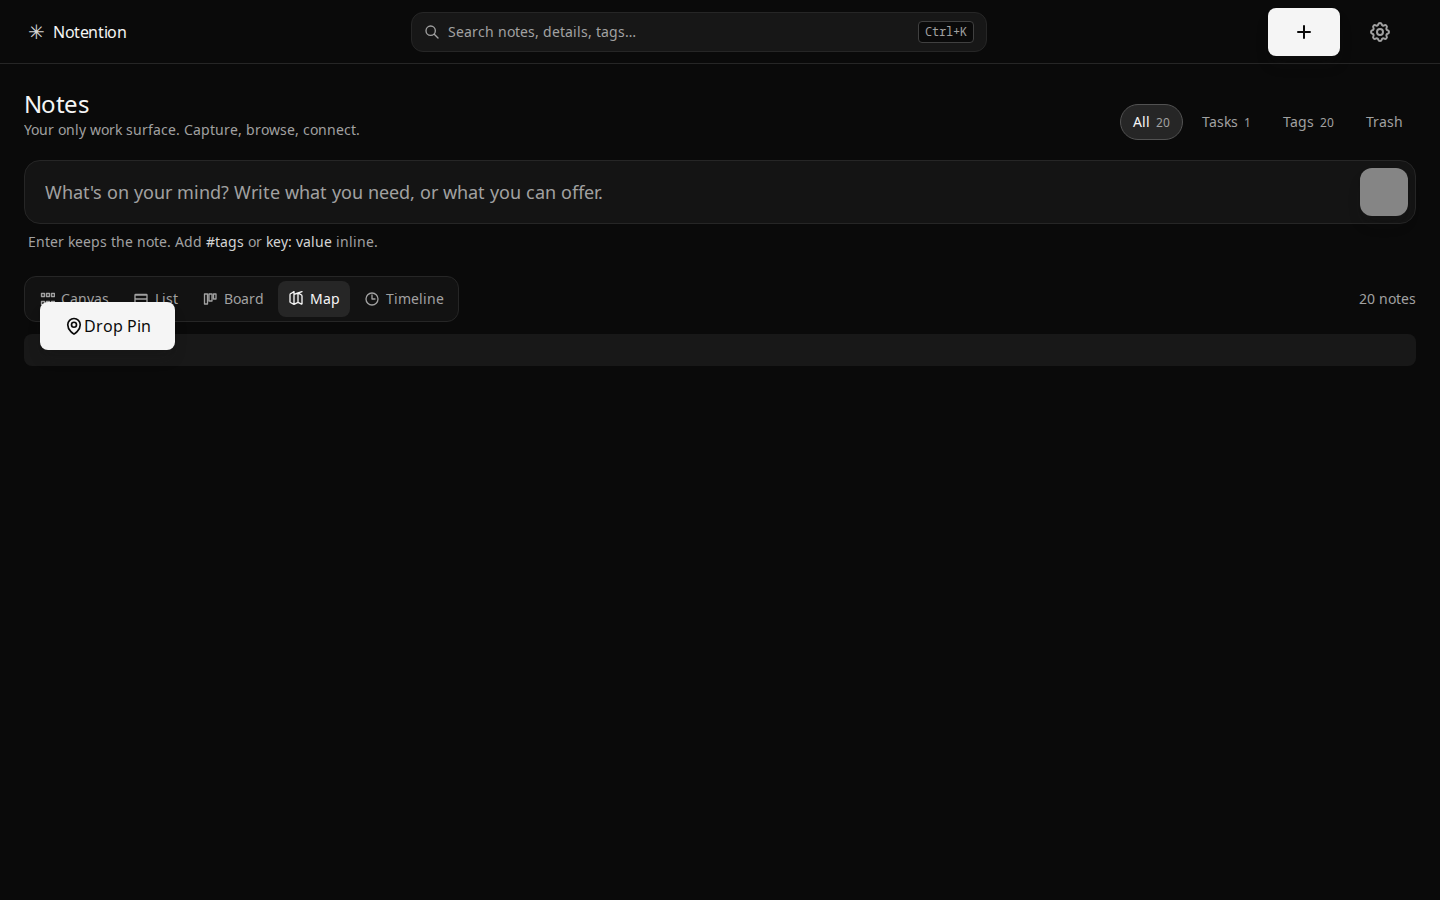 Notention
Search notes, details, tags...
Ctrl+K
Notes
Your only work surface. Capture, browse, connect.
All 20
Tasks 1
Tags 20
Trash
What's on your mind? Write what you need, or what you can offer.
Enter keeps the note. Add #tags or key: value inline.
Canvas
List
Board
Map
Timeline
20 notes
Drop Pin